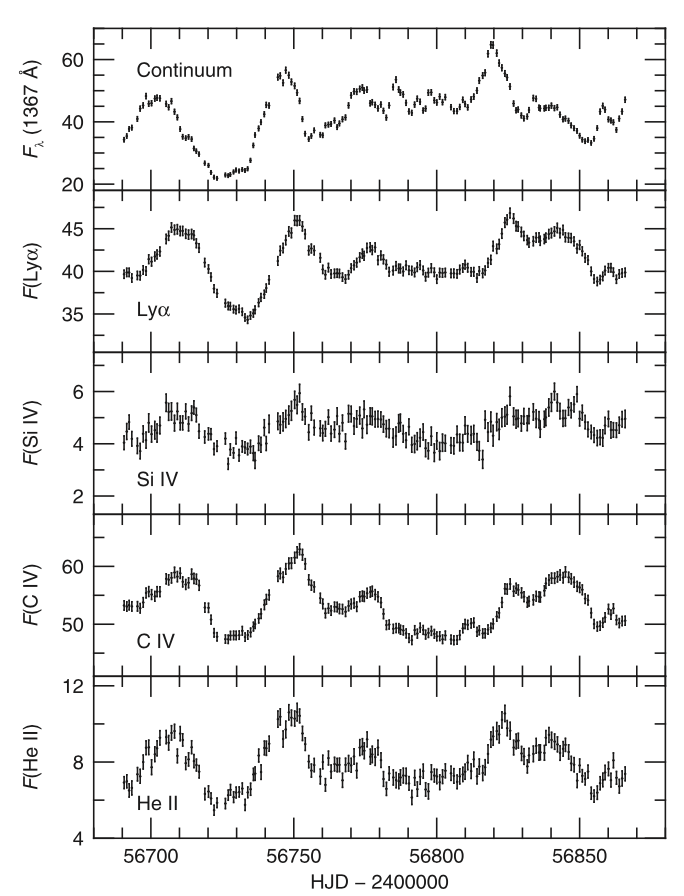 60
40
20
Fλ (1367 Å)
Continuum
45
40
35
F(Lyα)
Lyα
6
4
2
F(Si IV)
Si IV
60
50
F(C IV)
C IV
12
8
4
F(He II)
He II
56700 56750 56800 56850
HJD − 2400000